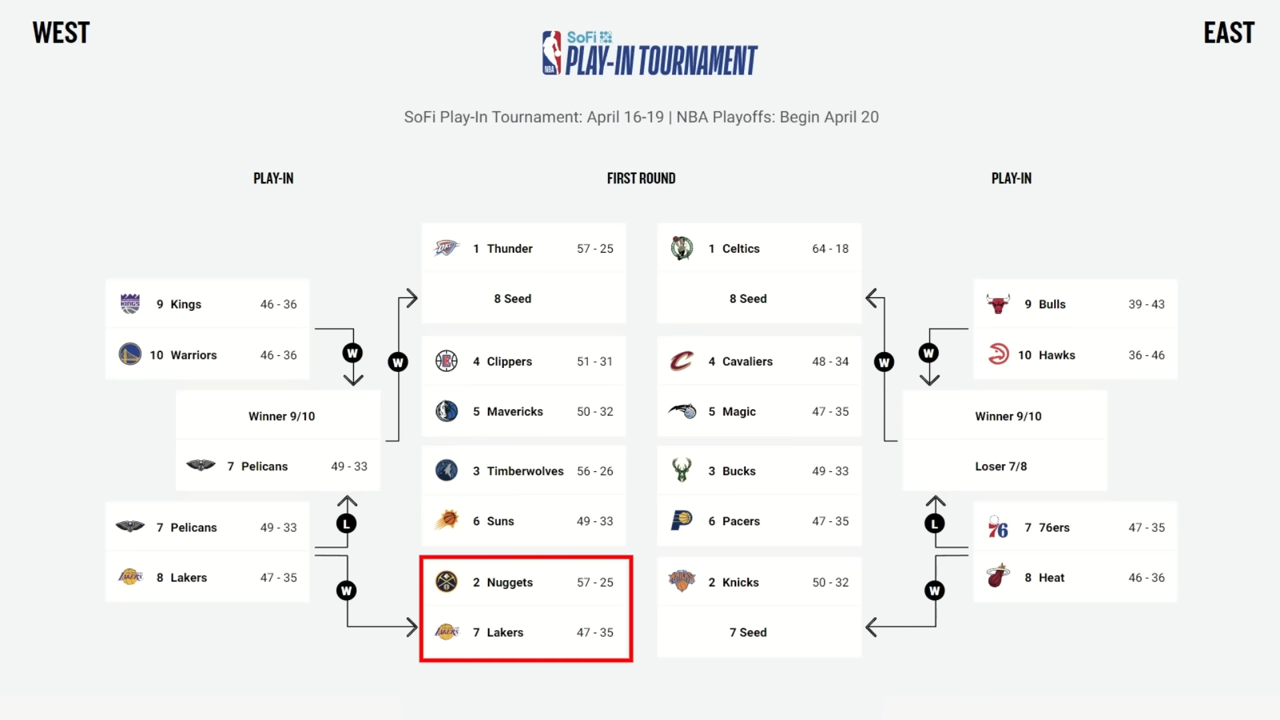 WEST
EAST
SoFi
NBA
PLAY-IN TOURNAMENT
SoFi Play-In Tournament: April 16-19 | NBA Playoffs: Begin April 20
PLAY-IN
FIRST ROUND
PLAY-IN
9 Kings 46 - 36
10 Warriors 46 - 36
W
Winner 9/10
7 Pelicans 49 - 33
W
7 Pelicans 49 - 33
8 Lakers 47 - 35
L
W
1 Thunder 57 - 25
8 Seed
4 Clippers 51 - 31
5 Mavericks 50 - 32
3 Timberwolves 56 - 26
6 Suns 49 - 33
2 Nuggets 57 - 25
7 Lakers 47 - 35
1 Celtics 64 - 18
8 Seed
4 Cavaliers 48 - 34
5 Magic 47 - 35
3 Bucks 49 - 33
6 Pacers 47 - 35
2 Knicks 50 - 32
7 Seed
9 Bulls 39 - 43
10 Hawks 36 - 46
W
W
Winner 9/10
Loser 7/8
L
7 76ers 47 - 35
8 Heat 46 - 36
W